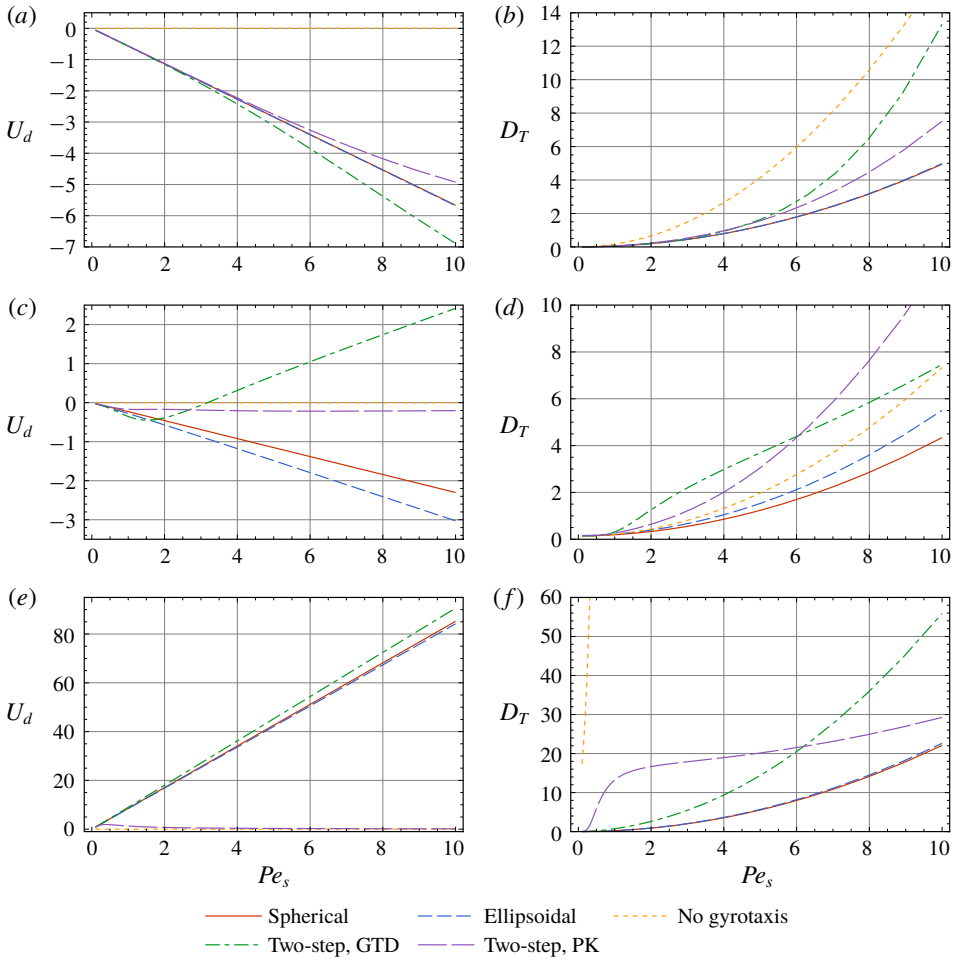 (a) (b)
0
−1
−2
−3
−4
−5
−6
−7
U_d
0 2 4 6 8 10
14
12
10
8
6
4
2
0
D_T
0 2 4 6 8 10
(c) (d)
2
1
0
−1
−2
−3
U_d
0 2 4 6 8 10
10
8
6
4
2
0
D_T
0 2 4 6 8 10
(e) (f)
80
60
40
20
0
U_d
0 2 4 6 8 10
Pe_s
60
50
40
30
20
10
0
D_T
0 2 4 6 8 10
Pe_s
Spherical Ellipsoidal No gyrotaxis
Two-step, GTD Two-step, PK